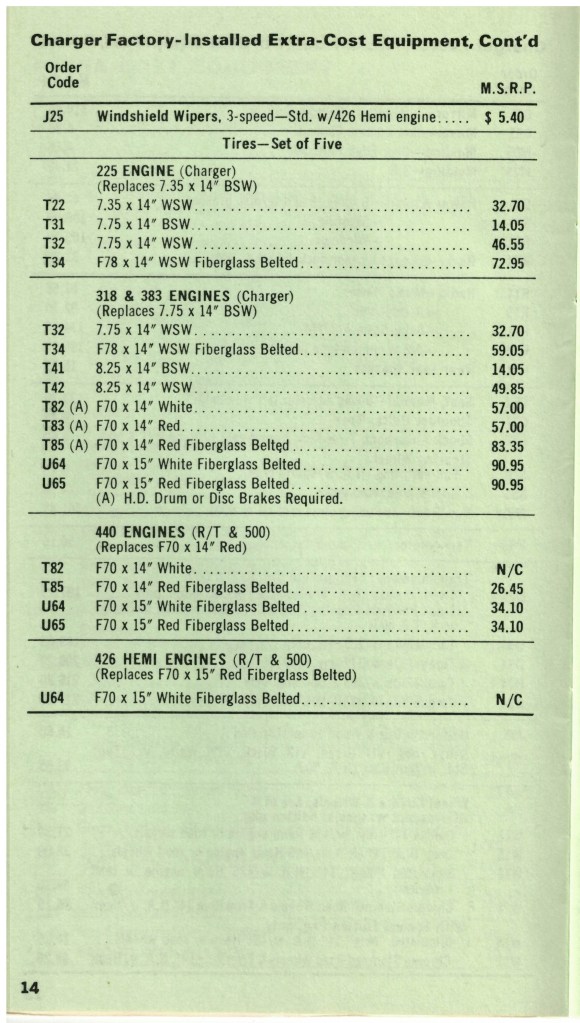 Charger Factory-Installed Extra-Cost Equipment, Cont'd
Order
Code
M.S.R.P.
J25 Windshield Wipers, 3-speed—Std. w/426 Hemi engine..... $ 5.40
Tires—Set of Five
225 ENGINE (Charger)
(Replaces 7.35 x 14" BSW)
T22 7.35 x 14" WSW 32.70
T31 7.75 x 14" BSW 14.05
T32 7.75 x 14" WSW 46.55
T34 F78 x 14" WSW Fiberglass Belted 72.95
318 & 383 ENGINES (Charger)
(Replaces 7.75 x 14" BSW)
T32 7.75 x 14" WSW 32.70
T34 F78 x 14" WSW Fiberglass Belted 59.05
T41 8.25 x 14" BSW 14.05
T42 8.25 x 14" WSW 49.85
T82 (A) F70 x 14" White 57.00
T83 (A) F70 x 14" Red 57.00
T85 (A) F70 x 14" Red Fiberglass Belted 83.35
U64 F70 x 15" White Fiberglass Belted 90.95
U65 F70 x 15" Red Fiberglass Belted 90.95
(A) H.D. Drum or Disc Brakes Required.
440 ENGINES (R/T & 500)
(Replaces F70 x 14" Red)
T82 F70 x 14" White N/C
T85 F70 x 14" Red Fiberglass Belted 26.45
U64 F70 x 15" White Fiberglass Belted 34.10
U65 F70 x 15" Red Fiberglass Belted 34.10
426 HEMI ENGINES (R/T & 500)
(Replaces F70 x 15" Red Fiberglass Belted)
U64 F70 x 15" White Fiberglass Belted N/C
14